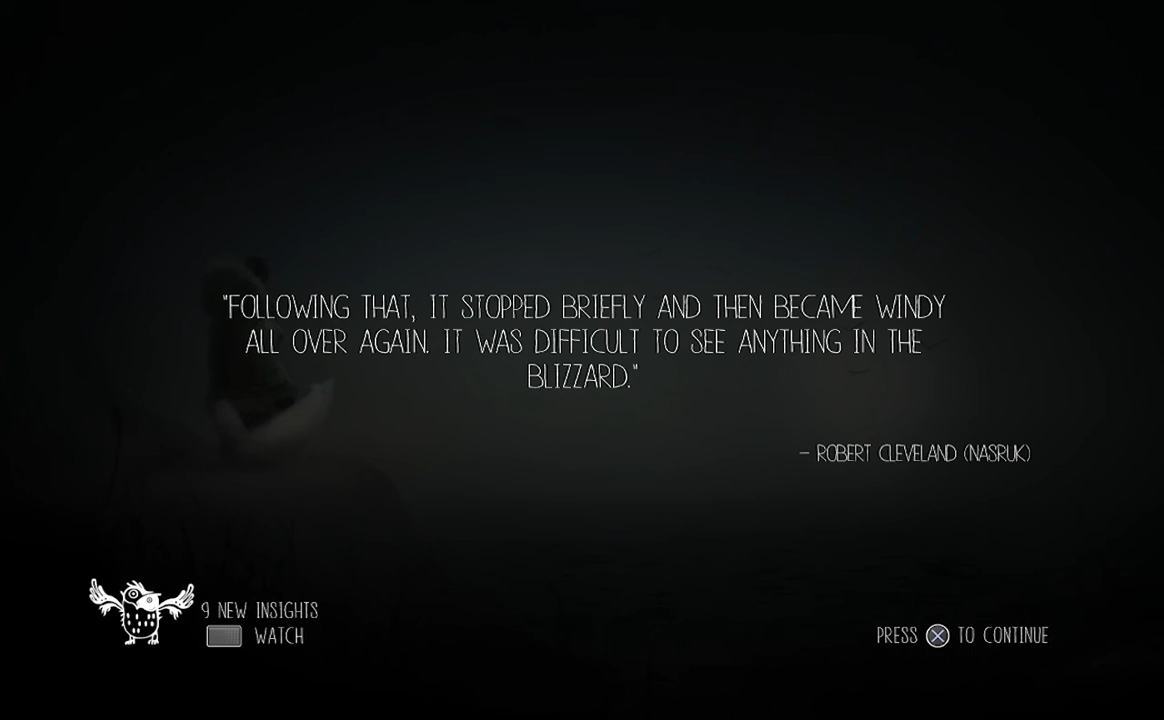 "FOLLOWING THAT, IT STOPPED BRIEFLY AND THEN BECAME WINDY
ALL OVER AGAIN. IT WAS DIFFICULT TO SEE ANYTHING IN THE
BLIZZARD."
- ROBERT CLEVELAND (NASRUK)
9 NEW INSIGHTS
WATCH
PRESS X TO CONTINUE